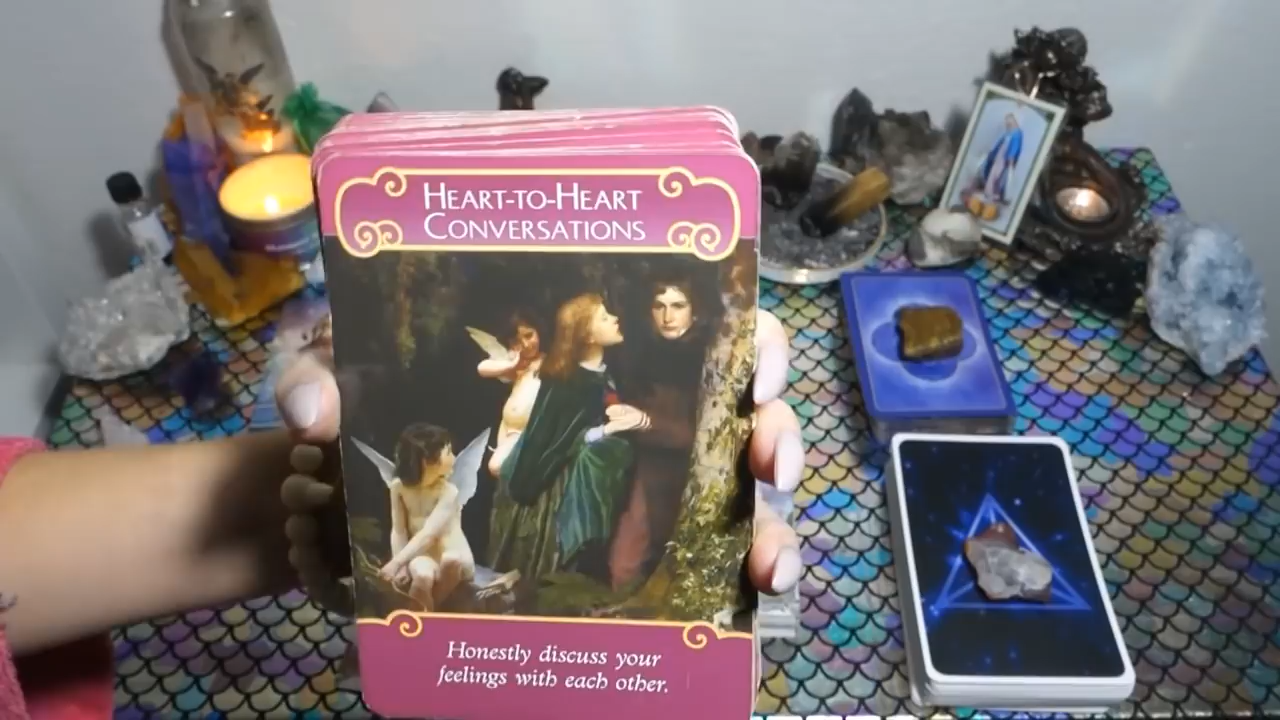 HEART-TO-HEART
CONVERSATIONS
Honestly discuss your
feelings with each other.